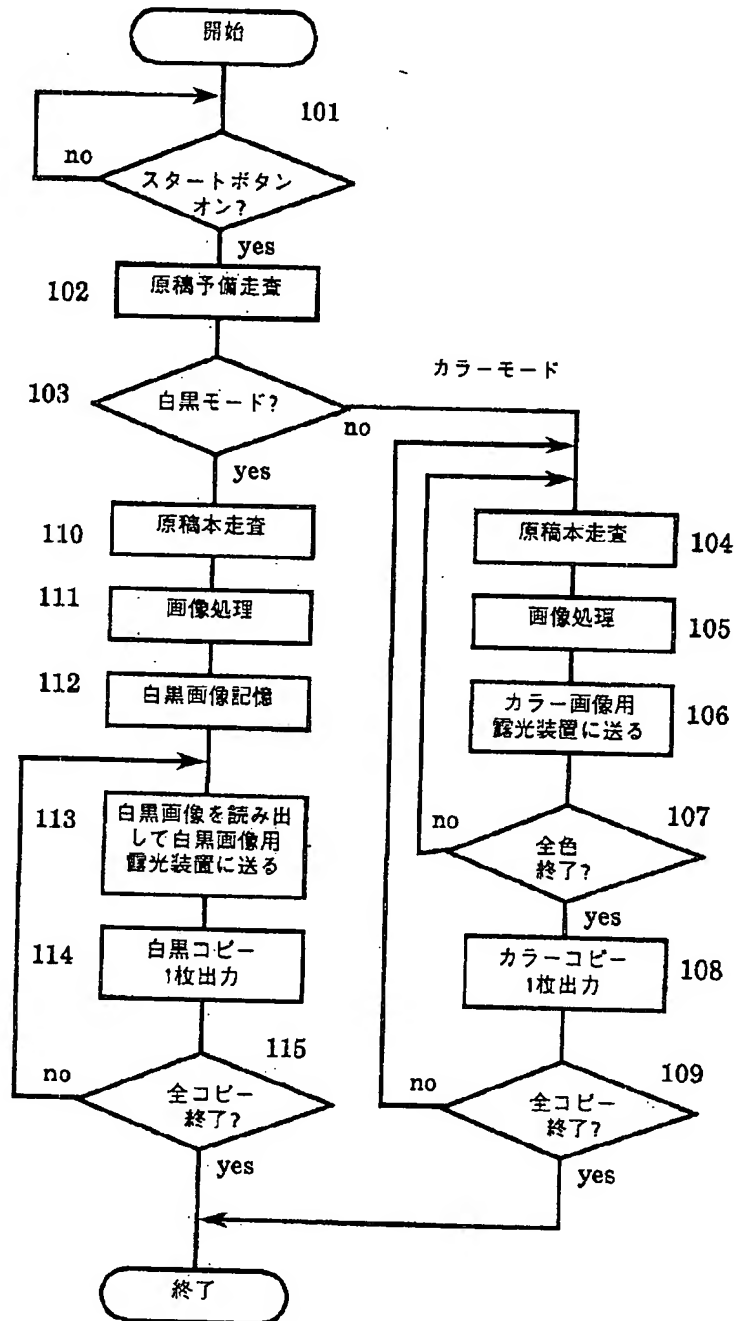 開始
101
no
スタートボタン
オン?
yes
102
原稿予備走査
カラーモード
103
白黒モード?
no
yes
110
原稿本走査
111
画像処理
112
白黒画像記憶
113
白黒画像を読み出
して白黒画像用
露光装置に送る
114
白黒コピー
1枚出力
115
no
全コピー
終了?
yes
原稿本走査
104
画像処理
105
カラー画像用
露光装置に送る
106
107
no
全色
終了?
yes
カラーコピー
1枚出力
108
109
no
全コピー
終了?
yes
終了